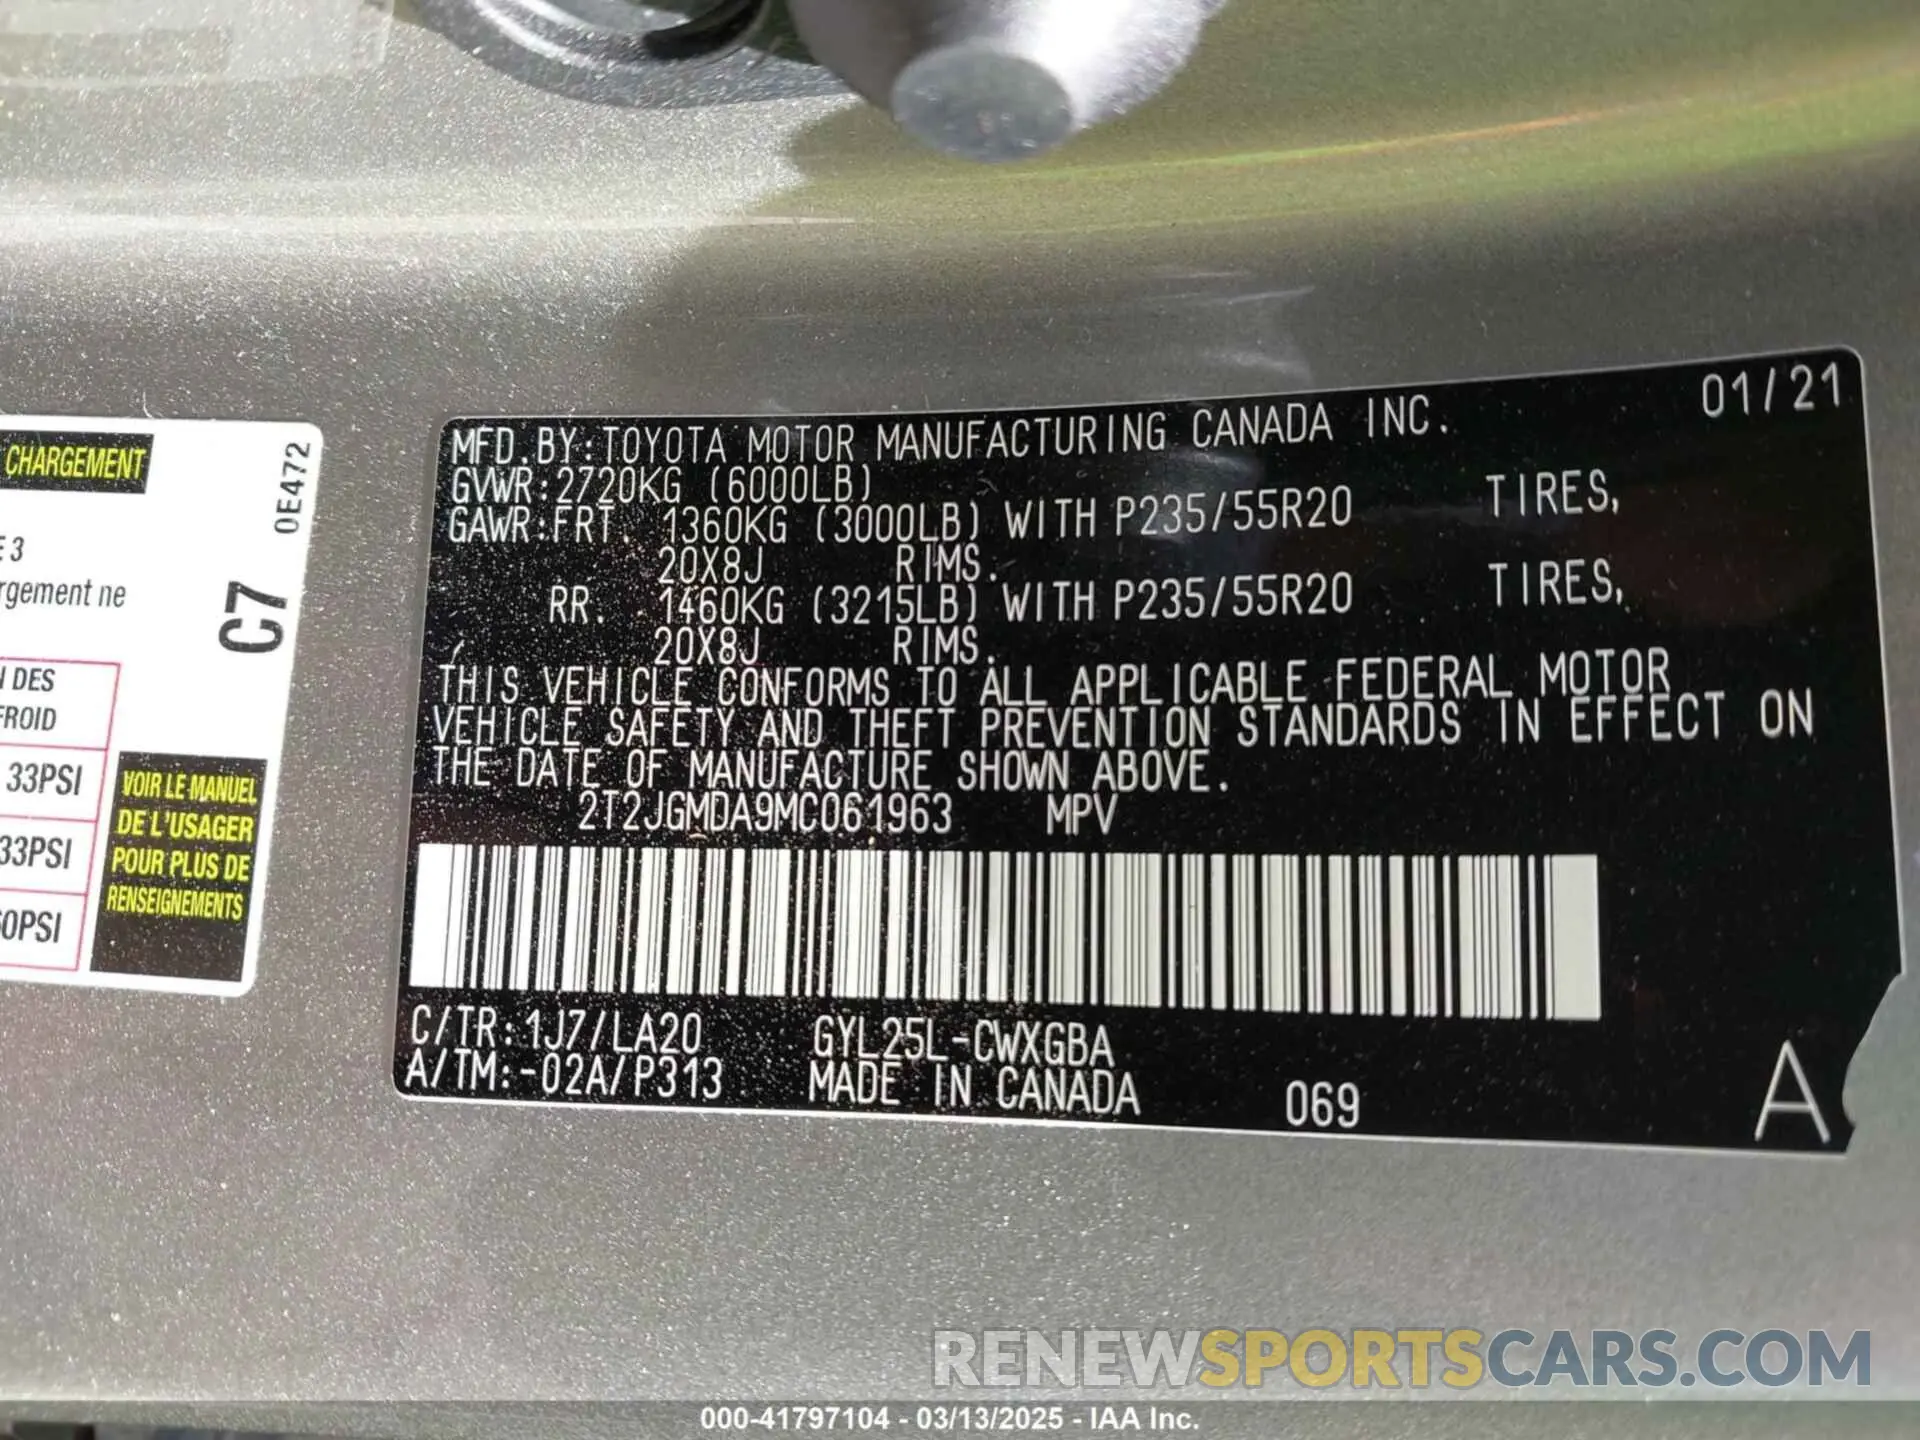 CHARGEMENT
0E472
E 3
rgement ne
C7
N DES
FROID
33PSI
33PSI
60PSI
VOIR LE MANUEL
DE L'USAGER
POUR PLUS DE
RENSEIGNEMENTS
01/21
MFD.BY:TOYOTA MOTOR MANUFACTURING CANADA INC.
GVWR:2720KG (6000LB)
GAWR:FRT. 1360KG (3000LB) WITH P235/55R20 TIRES,
20X8J RIMS.
RR. 1460KG (3215LB) WITH P235/55R20 TIRES,
, 20X8J RIMS.
THIS VEHICLE CONFORMS TO ALL APPLICABLE FEDERAL MOTOR
VEHICLE SAFETY AND THEFT PREVENTION STANDARDS IN EFFECT ON
THE DATE OF MANUFACTURE SHOWN ABOVE.
2T2JGMDA9MC061963 MPV
C/TR:1J7/LA20 GYL25L-CWXGBA
A/TM:-02A/P313 MADE IN CANADA 069
A
RENEWSPORTSCARS.COM
000-41797104 - 03/13/2025 - IAA Inc.